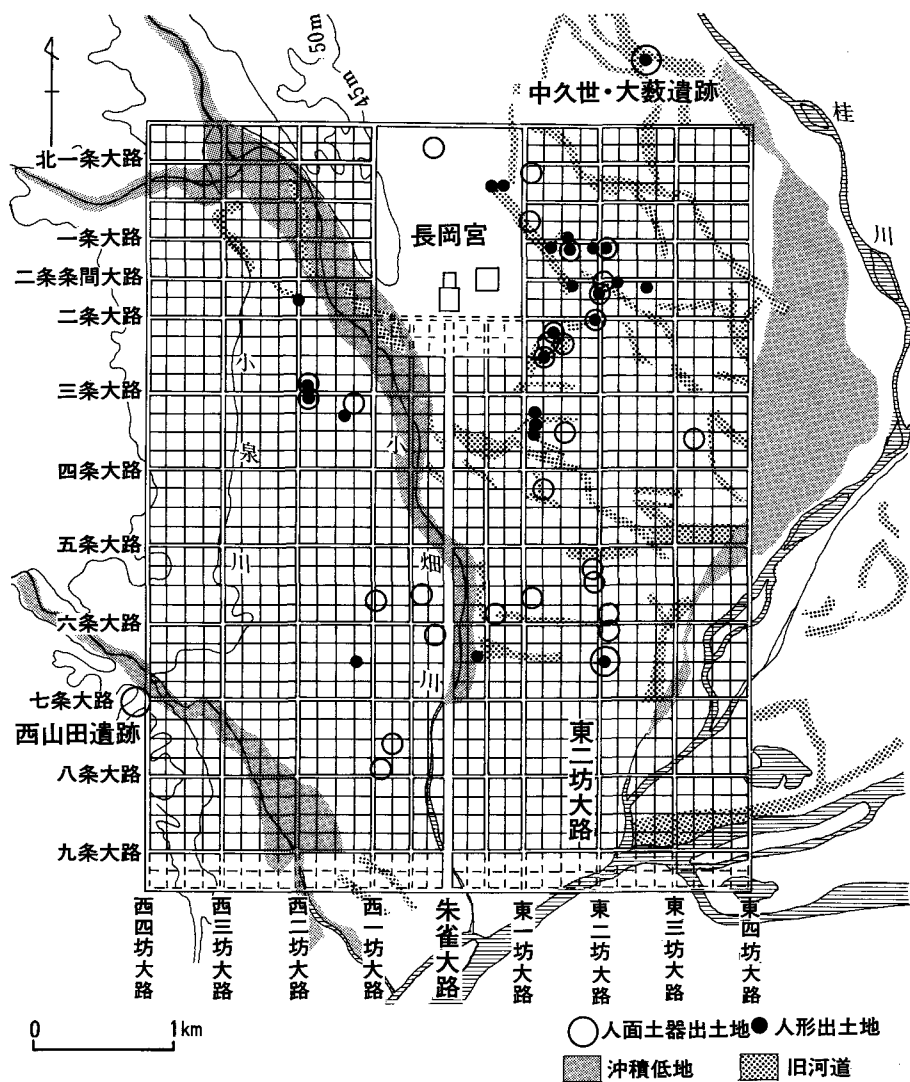 50m
45m
中久世・大藪遺跡
桂川
北一条大路
一条大路
長岡宮
二条条間大路
二条大路
小泉川
三条大路
小畑川
四条大路
五条大路
六条大路
七条大路
西山田遺跡
東二坊大路
八条大路
九条大路
西四坊大路
西三坊大路
西二坊大路
西一坊大路
朱雀大路
東一坊大路
東二坊大路
東三坊大路
東四坊大路
0 1km
人面土器出土地 人形出土地
沖積低地 旧河道